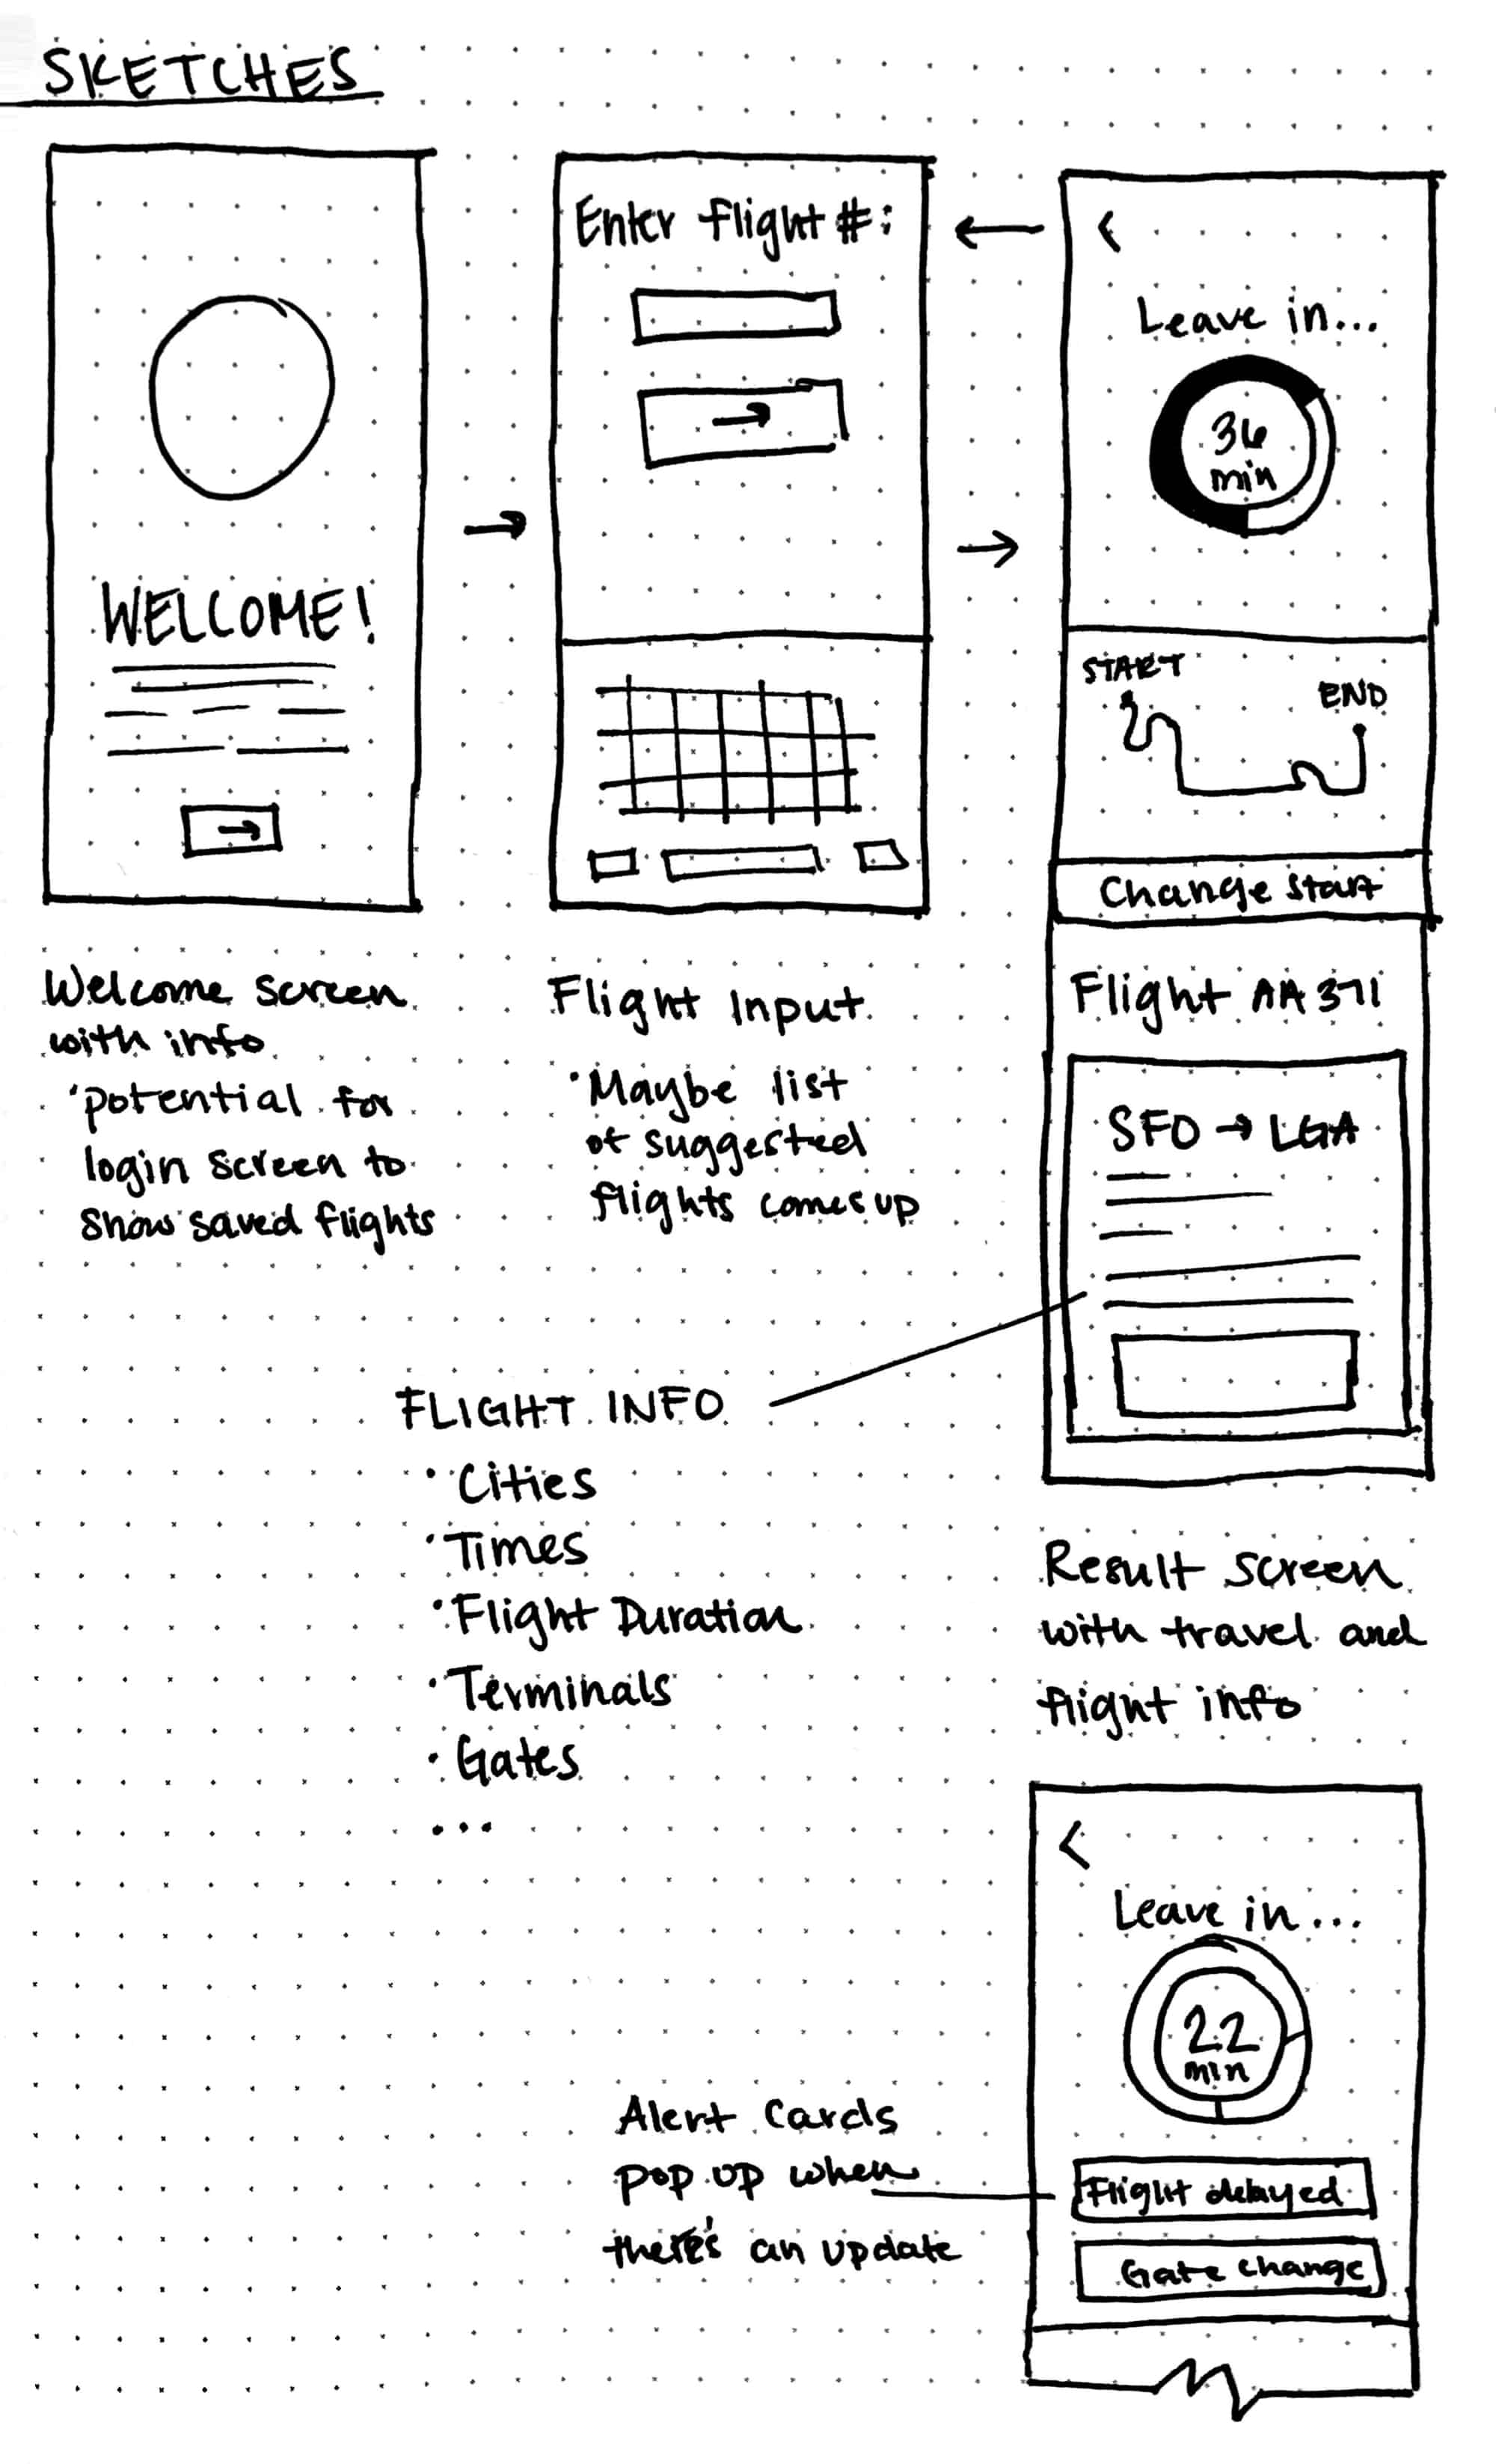 SKETCHES
WELCOME!
Welcome screen
with info
• potential for
login screen to
show saved flights
Enter flight #:
Flight Input
• Maybe list
of suggested
flights comes up
<
Leave in...
36
min
START
END
Change start
Flight AA 371
SFO → LGA
Result screen
with travel and
flight info
FLIGHT INFO
• Cities
• Times
• Flight Duration
• Terminals
• Gates
...
<
Leave in...
22
min
Flight delayed
Gate change
Alert cards
pop up when
there's an update